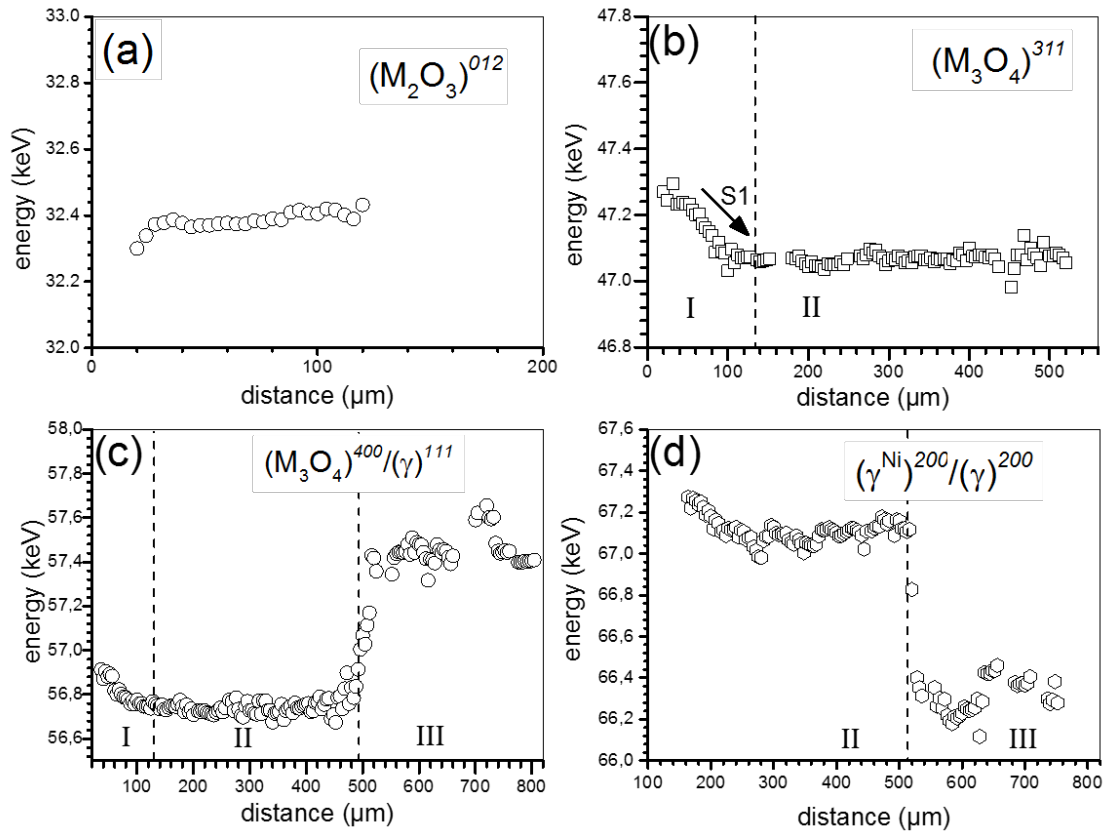 (a)
(M2O3)^012
33.0
32.8
32.6
32.4
32.2
32.0
energy (keV)
0 100 200
distance (µm)
(b)
(M3O4)^311
47.8
47.6
47.4
47.2
47.0
46.8
energy (keV)
S1
I II
0 100 200 300 400 500
distance (µm)
(c)
(M3O4)^400/(γ)^111
58,0
57,8
57,6
57,4
57,2
57,0
56,8
56,6
energy (keV)
I II III
100 200 300 400 500 600 700 800
distance (µm)
(d)
(γ^Ni)^200/(γ)^200
67,6
67,4
67,2
67,0
66,8
66,6
66,4
66,2
66,0
energy (keV)
II III
100 200 300 400 500 600 700 800
distance (µm)